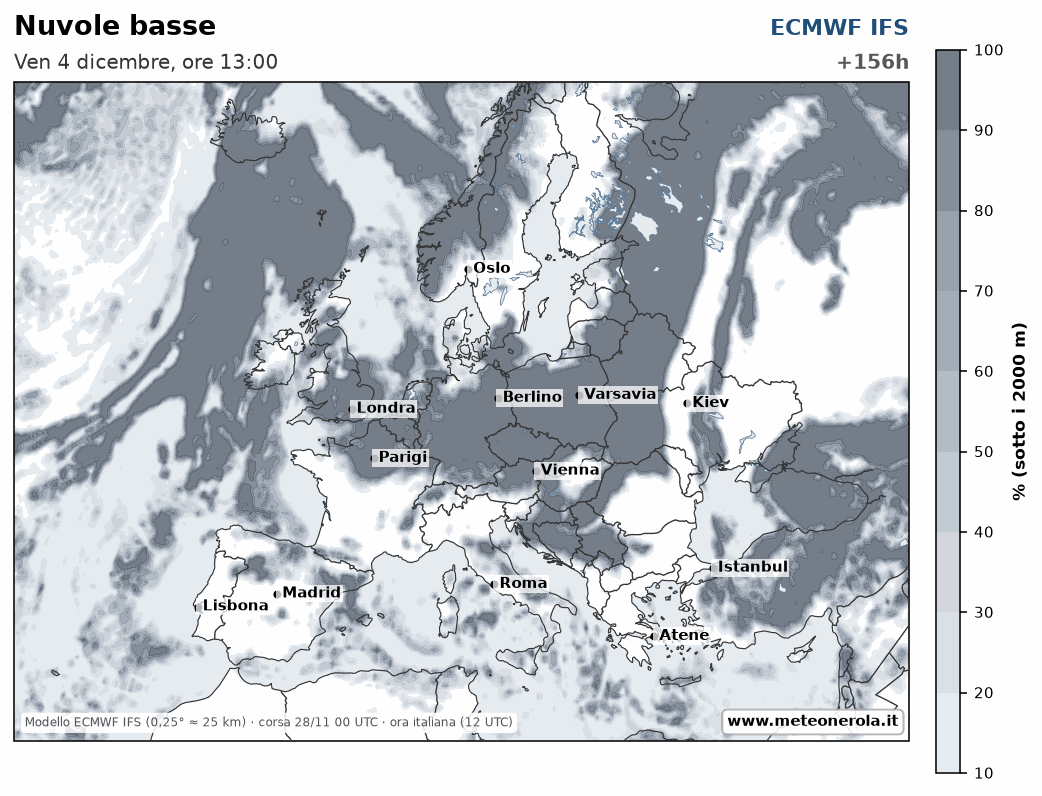 Nuvole basse
ECMWF IFS
Ven 4 dicembre, ore 13:00
+156h
Oslo
Londra
Berlino
Varsavia
Kiev
Parigi
Vienna
Istanbul
Roma
Madrid
Lisbona
Atene
Modello ECMWF IFS (0,25° ≈ 25 km) · corsa 28/11 00 UTC · ora italiana (12 UTC)
www.meteonerola.it
100
90
80
70
60
50
40
30
20
10
% (sotto i 2000 m)